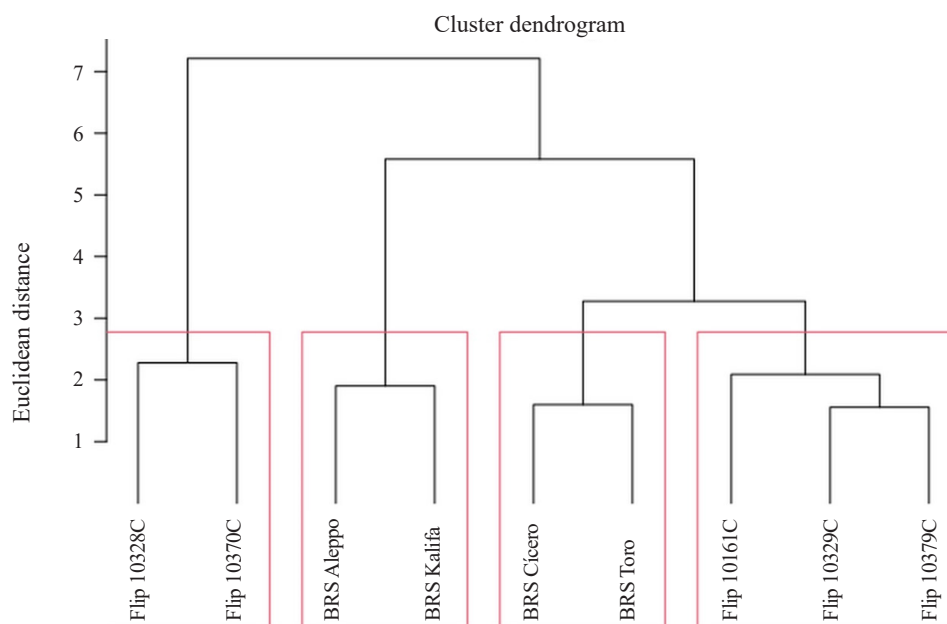 Cluster dendrogram
Euclidean distance
7
6
5
4
3
2
1
Flip 10328C
Flip 10370C
BRS Aleppo
BRS Kalifa
BRS Cícero
BRS Toro
Flip 10161C
Flip 10329C
Flip 10379C